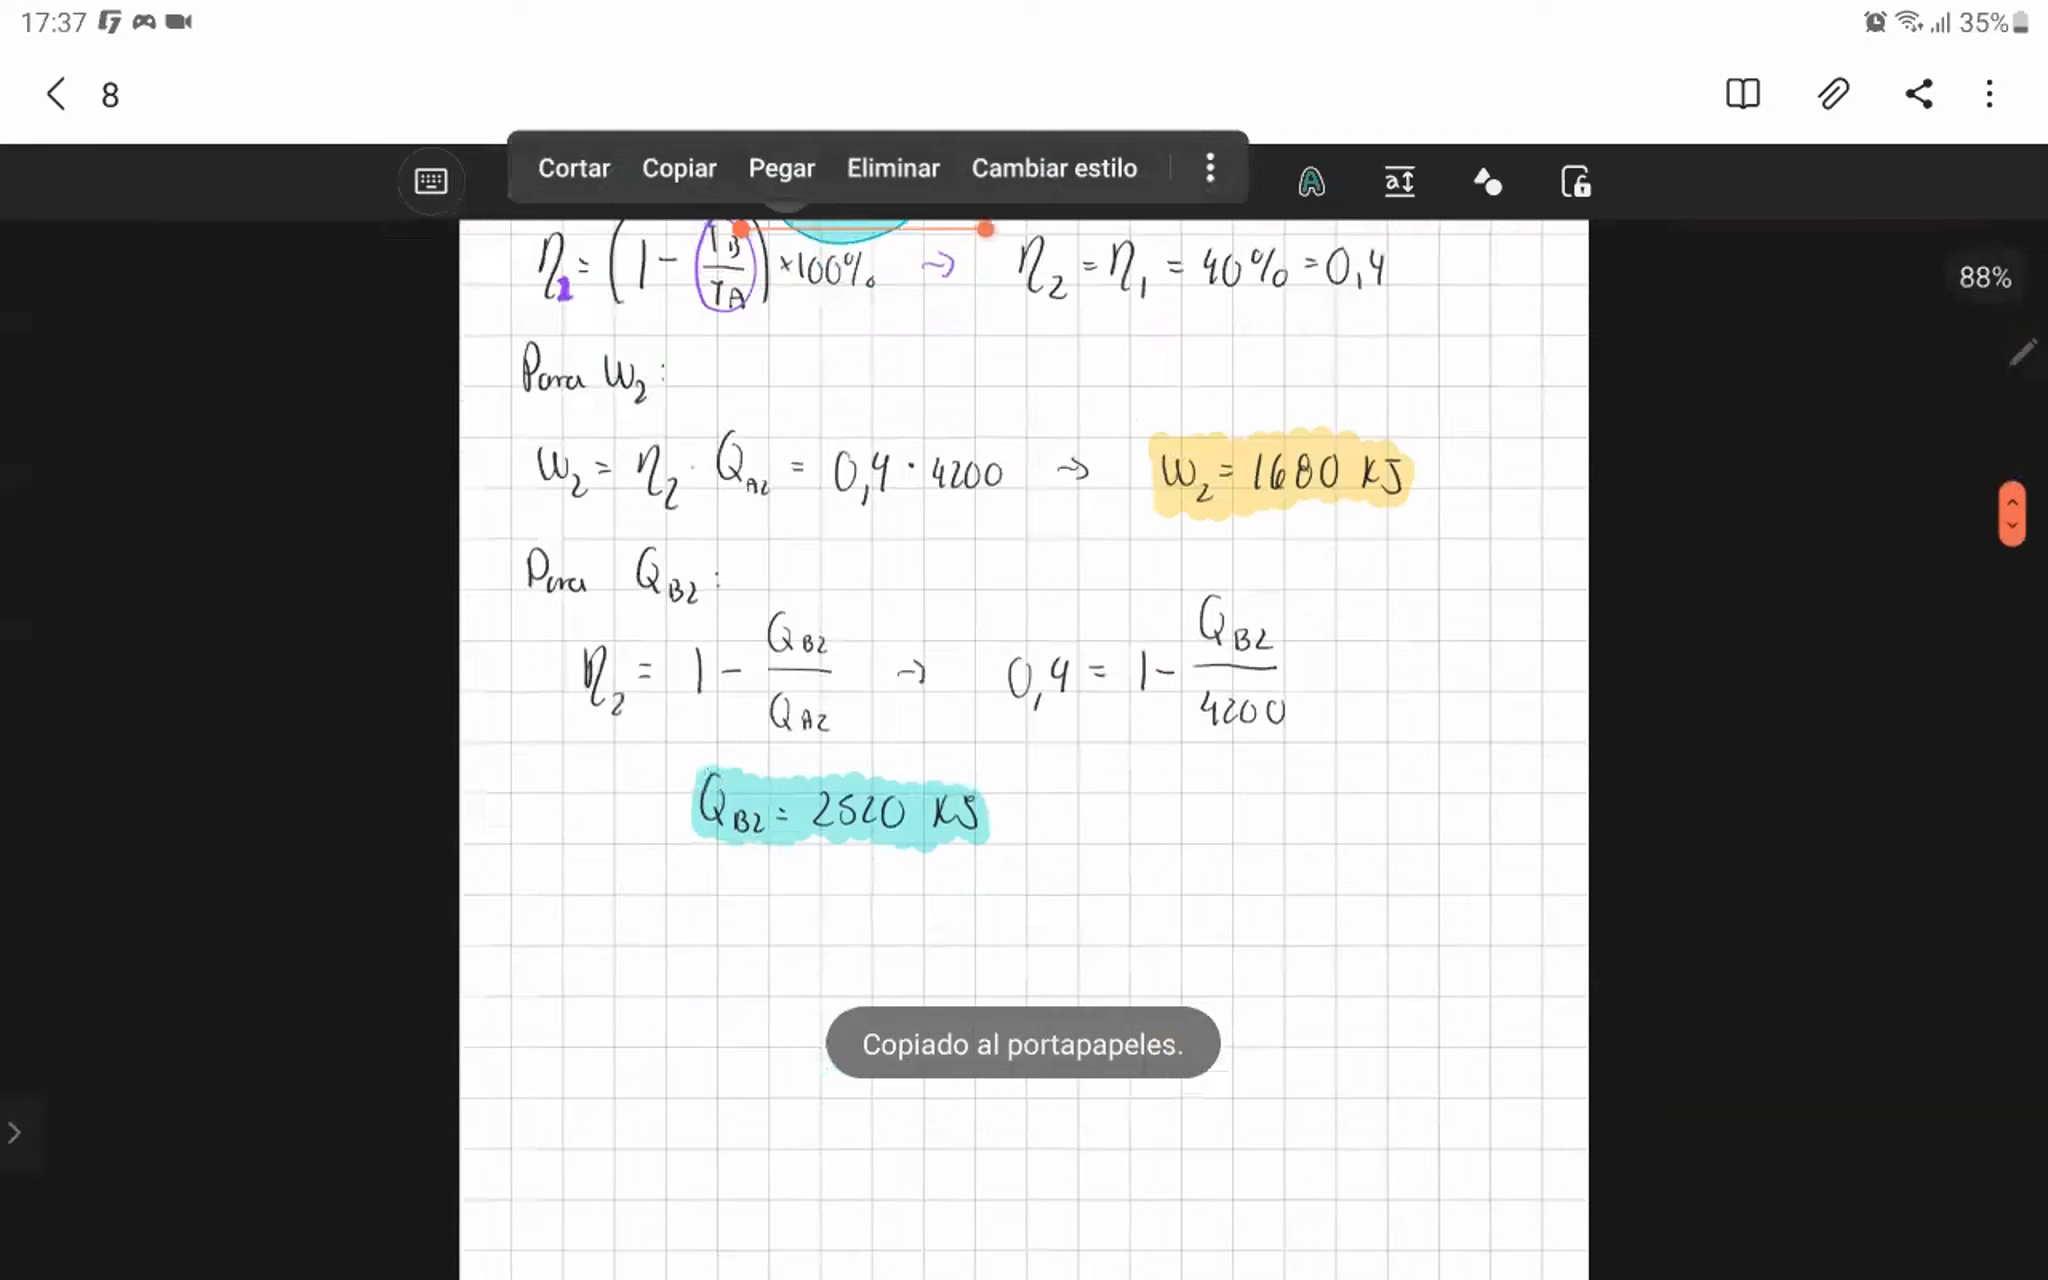 17:37
35%
8
Cortar Copiar Pegar Eliminar Cambiar estilo
88%
η₂ = (1 - TB/TA) × 100% → η₂ = η₁ = 40% = 0,4
Para W₂:
W₂ = η₂ · QA2 = 0,4 · 4200 → W₂ = 1680 KJ
Para QB2:
η₂ = 1 - QB2/QA2 → 0,4 = 1 - QB2/4200
QB2 = 2520 KJ
Copiado al portapapeles.